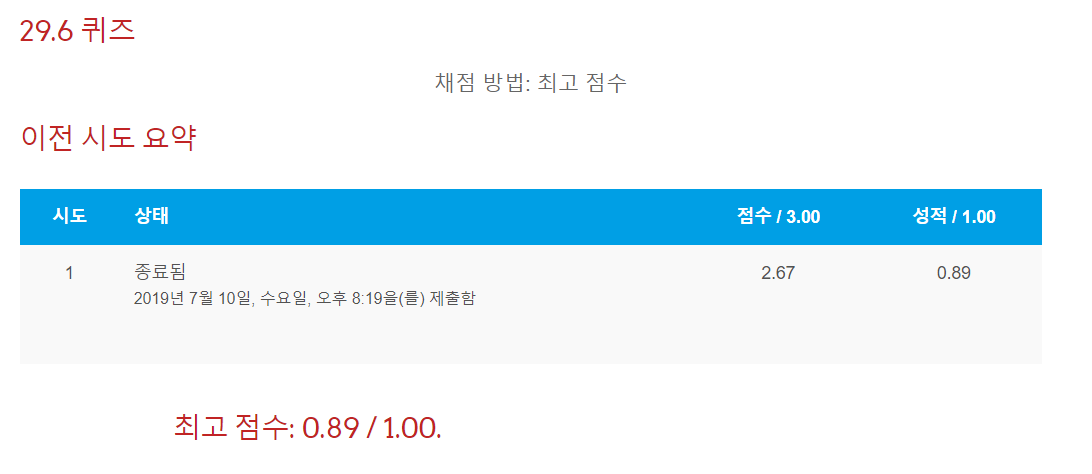 29.6 퀴즈
채점 방법: 최고 점수
이전 시도 요약
시도 상태 점수 / 3.00 성적 / 1.00
1 종료됨 2.67 0.89
2019년 7월 10일, 수요일, 오후 8:19을(를) 제출함
최고 점수: 0.89 / 1.00.